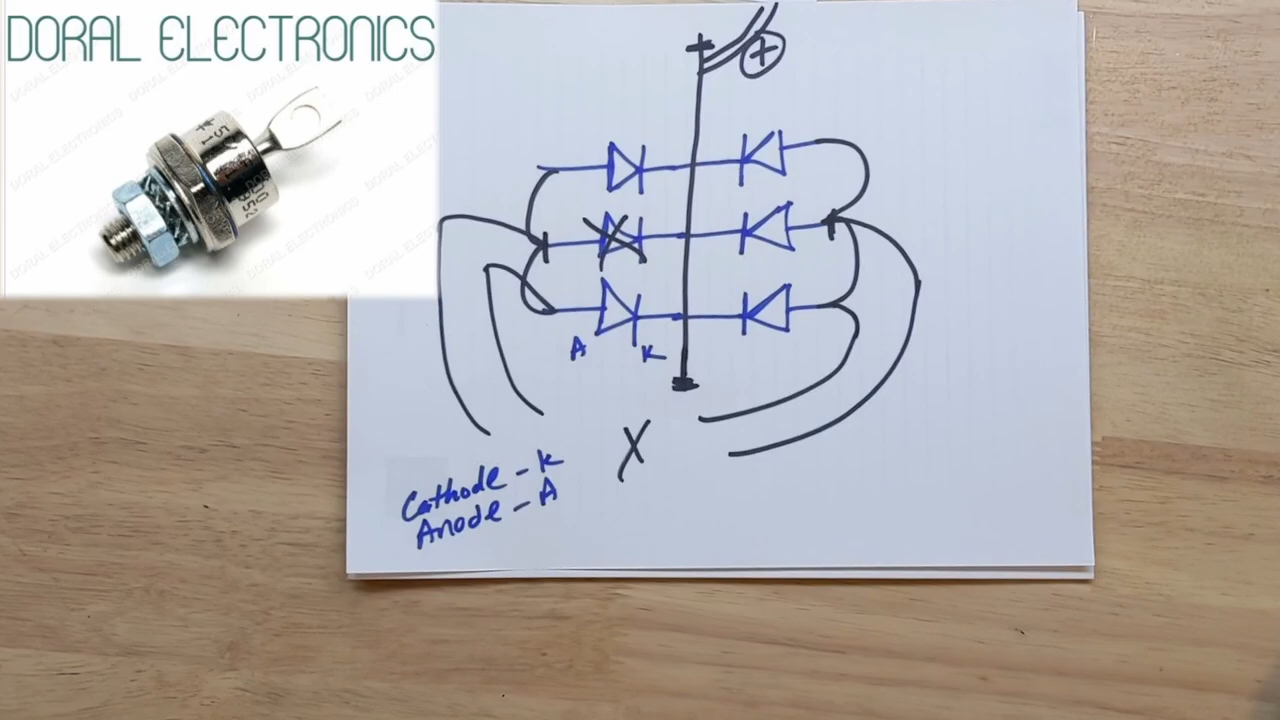 DORAL ELECTRONICS
+
+
A K
X
Cathode - K
Anode - A